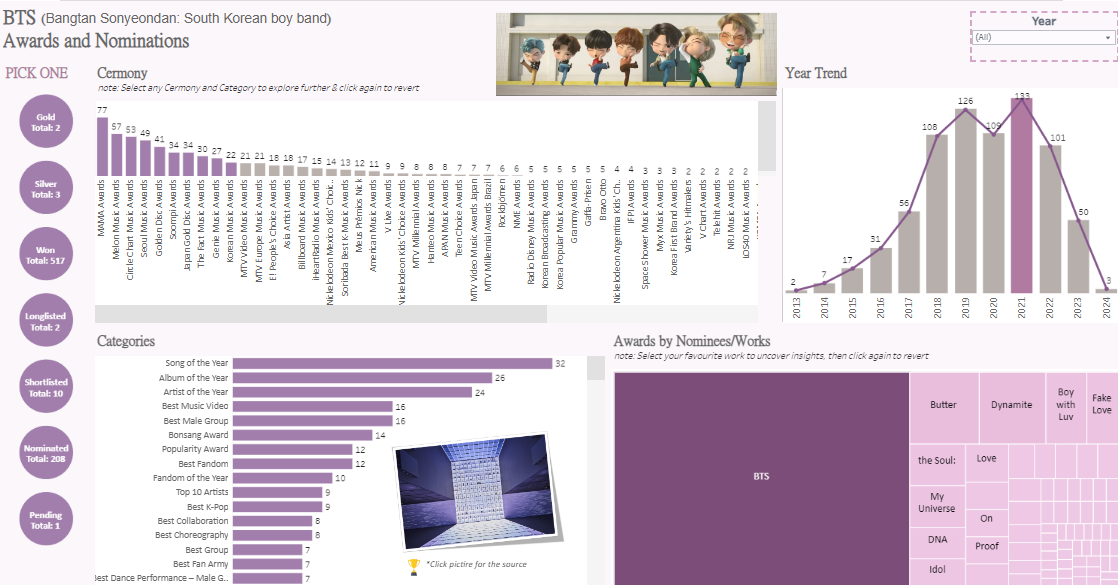 BTS (Bangtan Sonyeondan: South Korean boy band)
Awards and Nominations
Year
(All)
PICK ONE
Gold
Total: 2
Silver
Total: 3
Won
Total: 517
Longlisted
Total: 2
Shortlisted
Total: 10
Nominated
Total: 208
Pending
Total: 1
Cermony
note: Select any Cermony and Category to explore further & click again to revert
77
57
53
49
41
34
34
30
27
22
21
21
18
18
17
15
14
13
12
11
9
9
8
8
8
7
7
7
6
6
5
5
5
5
5
5
4
4
3
3
3
2
2
2
2
2
MAMA Awards
Melon Music Awards
Circle Chart Music Awards
Seoul Music Awards
Golden Disc Awards
Soompi Awards
Japan Gold Disc Awards
The Fact Music Awards
Genie Music Awards
Korean Music Awards
MTV Video Music Awards
MTV Europe Music Awards
E! People's Choice Awards
Asia Artist Awards
Billboard Music Awards
iHeartRadio Music Awards
Nickelodeon Mexico Kids' Choic..
Soribada Best K-Music Awards
Meus Prêmios Nick
American Music Awards
V Live Awards
Nickelodeon Kids' Choice Awards
MTV Millennial Awards
Hanteo Music Awards
APAN Music Awards
Teen Choice Awards
MTV Video Music Awards Japan
MTV Millennial Awards Brazil
Rockbjörnen
NME Awards
Radio Disney Music Awards
Korean Broadcasting Awards
Korea Popular Music Awards
Grammy Awards
Gaffa-Prisen
Bravo Otto
Nickelodeon Argentina Kids' Ch..
IFPI Awards
Space Shower Music Awards
Myx Music Awards
Korea First Brand Awards
Variety's Hitmakers
V Chart Awards
Telehit Awards
NRJ Music Awards
LOS40 Music Awards
Year Trend
2
7
17
31
56
108
126
109
133
101
50
3
2013
2014
2015
2016
2017
2018
2019
2020
2021
2022
2023
2024
Categories
Song of the Year 32
Album of the Year 26
Artist of the Year 24
Best Music Video 16
Best Male Group 16
Bonsang Award 14
Popularity Award 12
Best Fandom 12
Fandom of the Year 10
Top 10 Artists 9
Best K-Pop 9
Best Collaboration 8
Best Choreography 8
Best Group 7
Best Fan Army 7
Best Dance Performance – Male G.. 7
*Click pictire for the source
Awards by Nominees/Works
note: Select your favourite work to uncover insights, then click again to revert
BTS
Butter
Dynamite
Boy
with
Luv
Fake
Love
the Soul:
Love
My
Universe
On
DNA
Proof
Idol